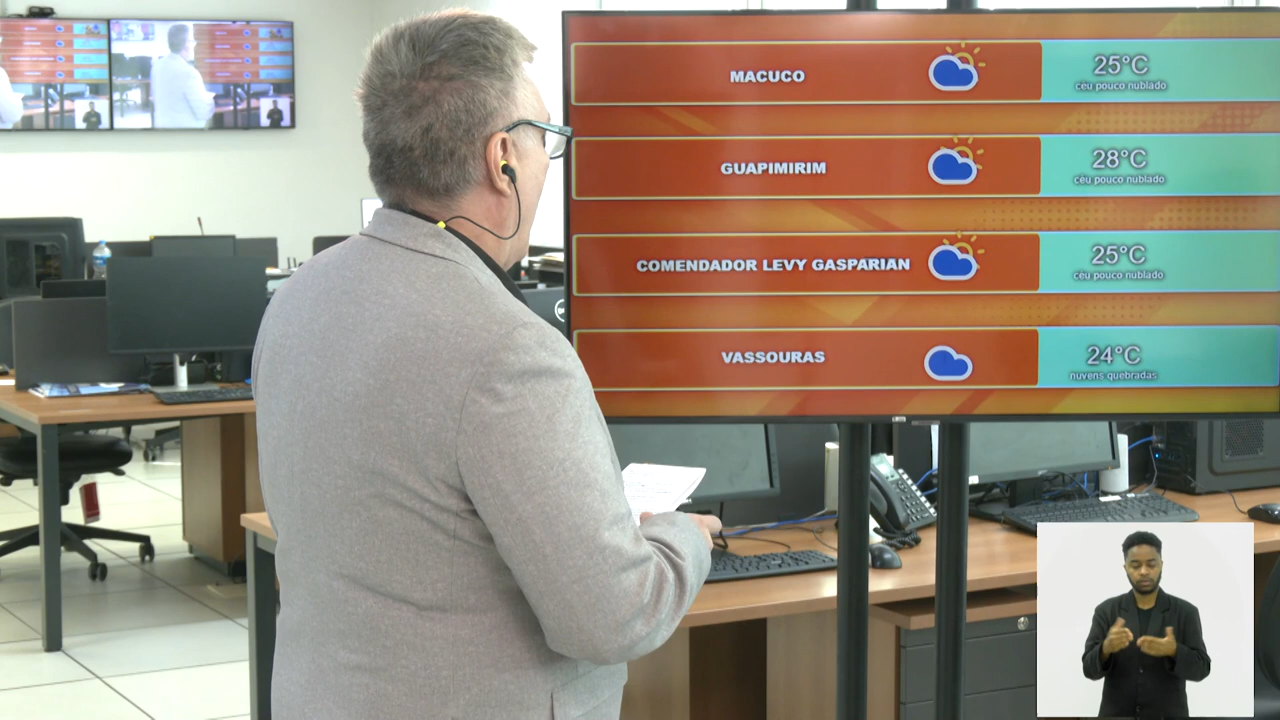 MACUCO
25°C
céu pouco nublado
GUAPIMIRIM
28°C
céu pouco nublado
COMENDADOR LEVY GASPARIAN
25°C
céu pouco nublado
VASSOURAS
24°C
nuvens quebradas